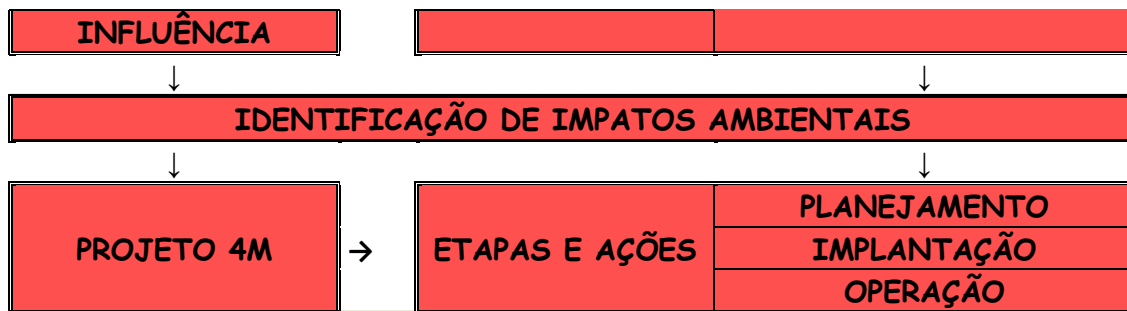 INFLUÊNCIA
↓ ↓
IDENTIFICAÇÃO DE IMPATOS AMBIENTAIS
↓ ↓
PROJETO 4M → ETAPAS E AÇÕES
PLANEJAMENTO
IMPLANTAÇÃO
OPERAÇÃO